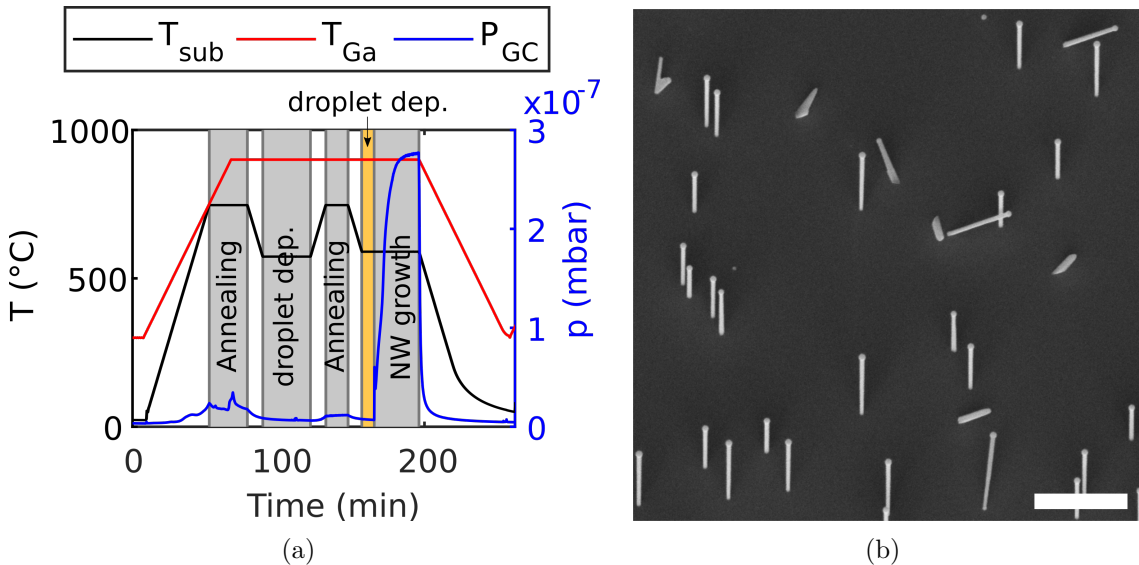 T_sub T_Ga P_GC
droplet dep.
x10^-7
1000
500
0
T (°C)
Annealing
droplet dep.
Annealing
NW growth
3
2
1
0
p (mbar)
0 100 200
Time (min)
(a) (b)